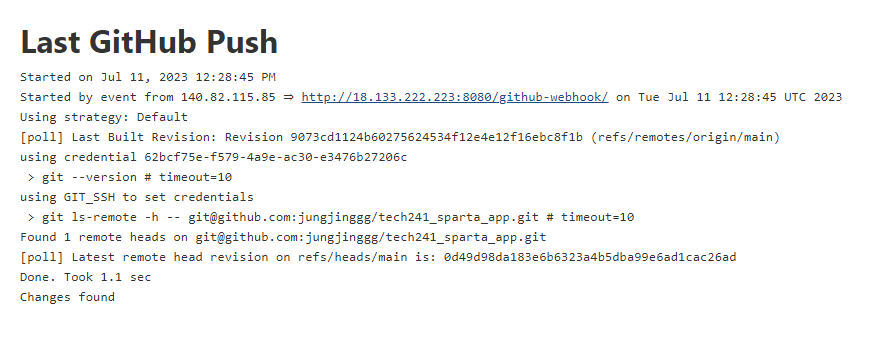 Last GitHub Push
Started on Jul 11, 2023 12:28:45 PM
Started by event from 140.82.115.85 ⇒ http://18.133.222.223:8080/github-webhook/ on Tue Jul 11 12:28:45 UTC 2023
Using strategy: Default
[poll] Last Built Revision: Revision 9073cd1124b60275624534f12e4e12f16ebc8f1b (refs/remotes/origin/main)
using credential 62bcf75e-f579-4a9e-ac30-e3476b27206c
> git --version # timeout=10
using GIT_SSH to set credentials
> git ls-remote -h -- git@github.com:jungjinggg/tech241_sparta_app.git # timeout=10
Found 1 remote heads on git@github.com:jungjinggg/tech241_sparta_app.git
[poll] Latest remote head revision on refs/heads/main is: 0d49d98da183e6b6323a4b5dba99e6ad1cac26ad
Done. Took 1.1 sec
Changes found